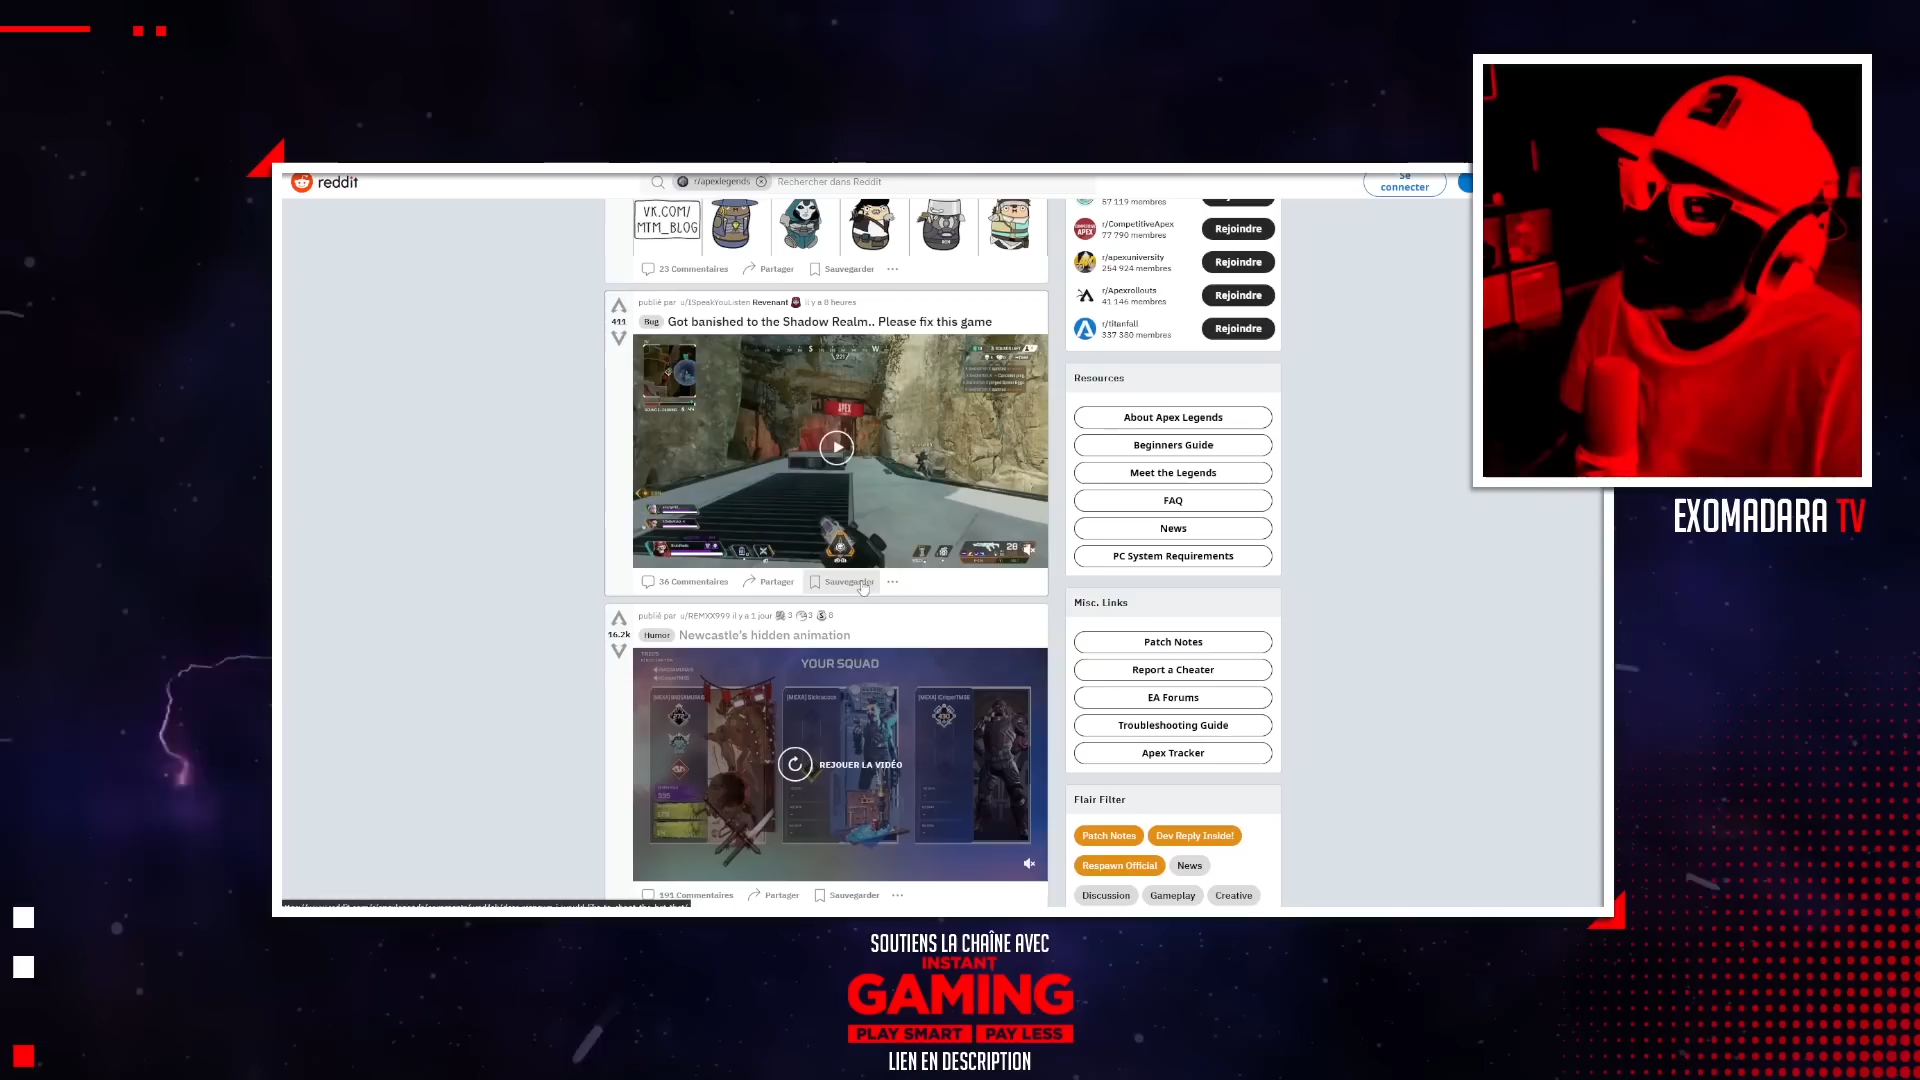 reddit
r/apexlegends
Rechercher dans Reddit
Se connecter
VK.COM/
MTM_BLOG
23 Commentaires
Partager
Sauvegarder
publié par u/ISpeakYouListen Revenant il y a 8 heures
411
Bug
Got banished to the Shadow Realm.. Please fix this game
S
W
221
APEX
28
36 Commentaires
Partager
Sauvegarder
publié par u/REMXX999 il y a 1 jour 3 3 8
16.2k
Humor
Newcastle's hidden animation
YOUR SQUAD
REJOUER LA VIDÉO
191 Commentaires
Partager
Sauvegarder
57 119 membres
r/CompetitiveApex
77 790 membres
Rejoindre
r/apexuniversity
254 924 membres
Rejoindre
r/Apexrollouts
41 146 membres
Rejoindre
r/titanfall
337 380 membres
Rejoindre
Resources
About Apex Legends
Beginners Guide
Meet the Legends
FAQ
News
PC System Requirements
Misc. Links
Patch Notes
Report a Cheater
EA Forums
Troubleshooting Guide
Apex Tracker
Flair Filter
Patch Notes
Dev Reply Inside!
Respawn Official
News
Discussion
Gameplay
Creative
EXOMADARA TV
SOUTIENS LA CHAÎNE AVEC
INSTANT
GAMING
PLAY SMART PAY LESS
LIEN EN DESCRIPTION